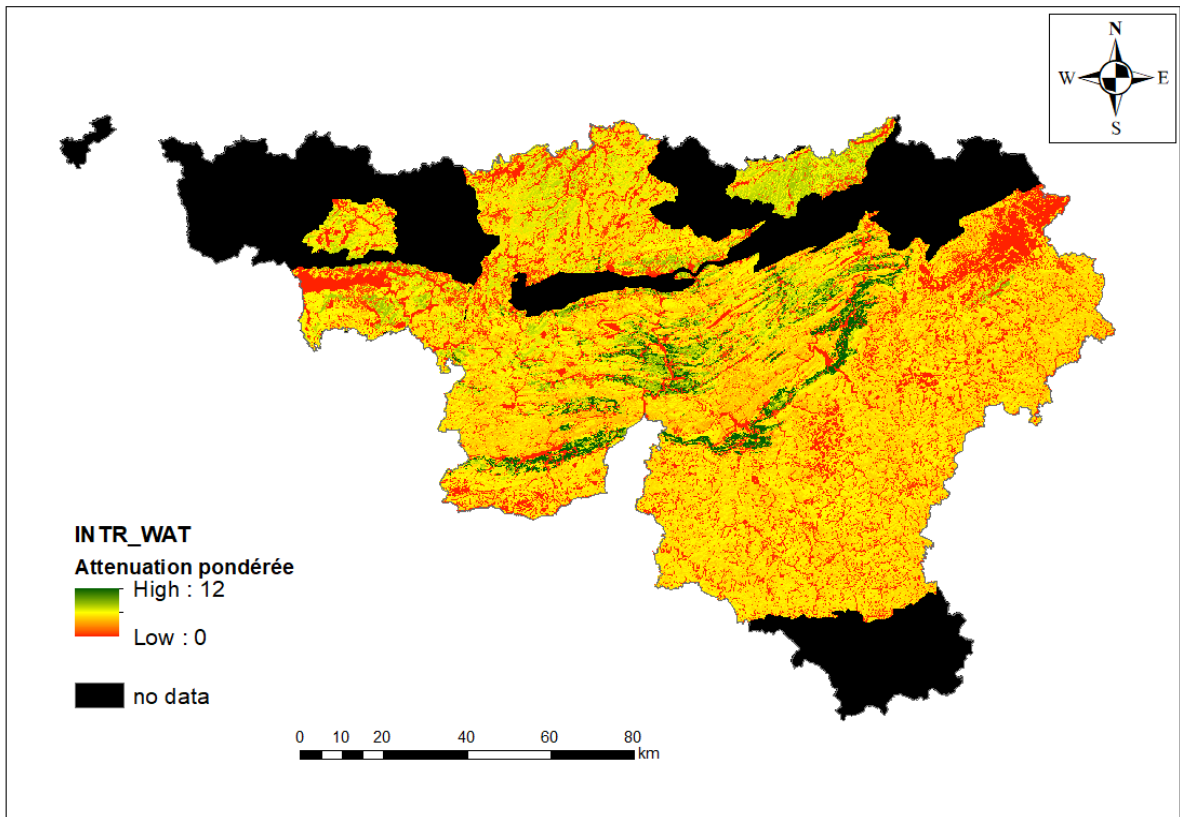 N
W E
S
INTR_WAT
Attenuation pondérée
High : 12
Low : 0
no data
0 10 20 40 60 80
km